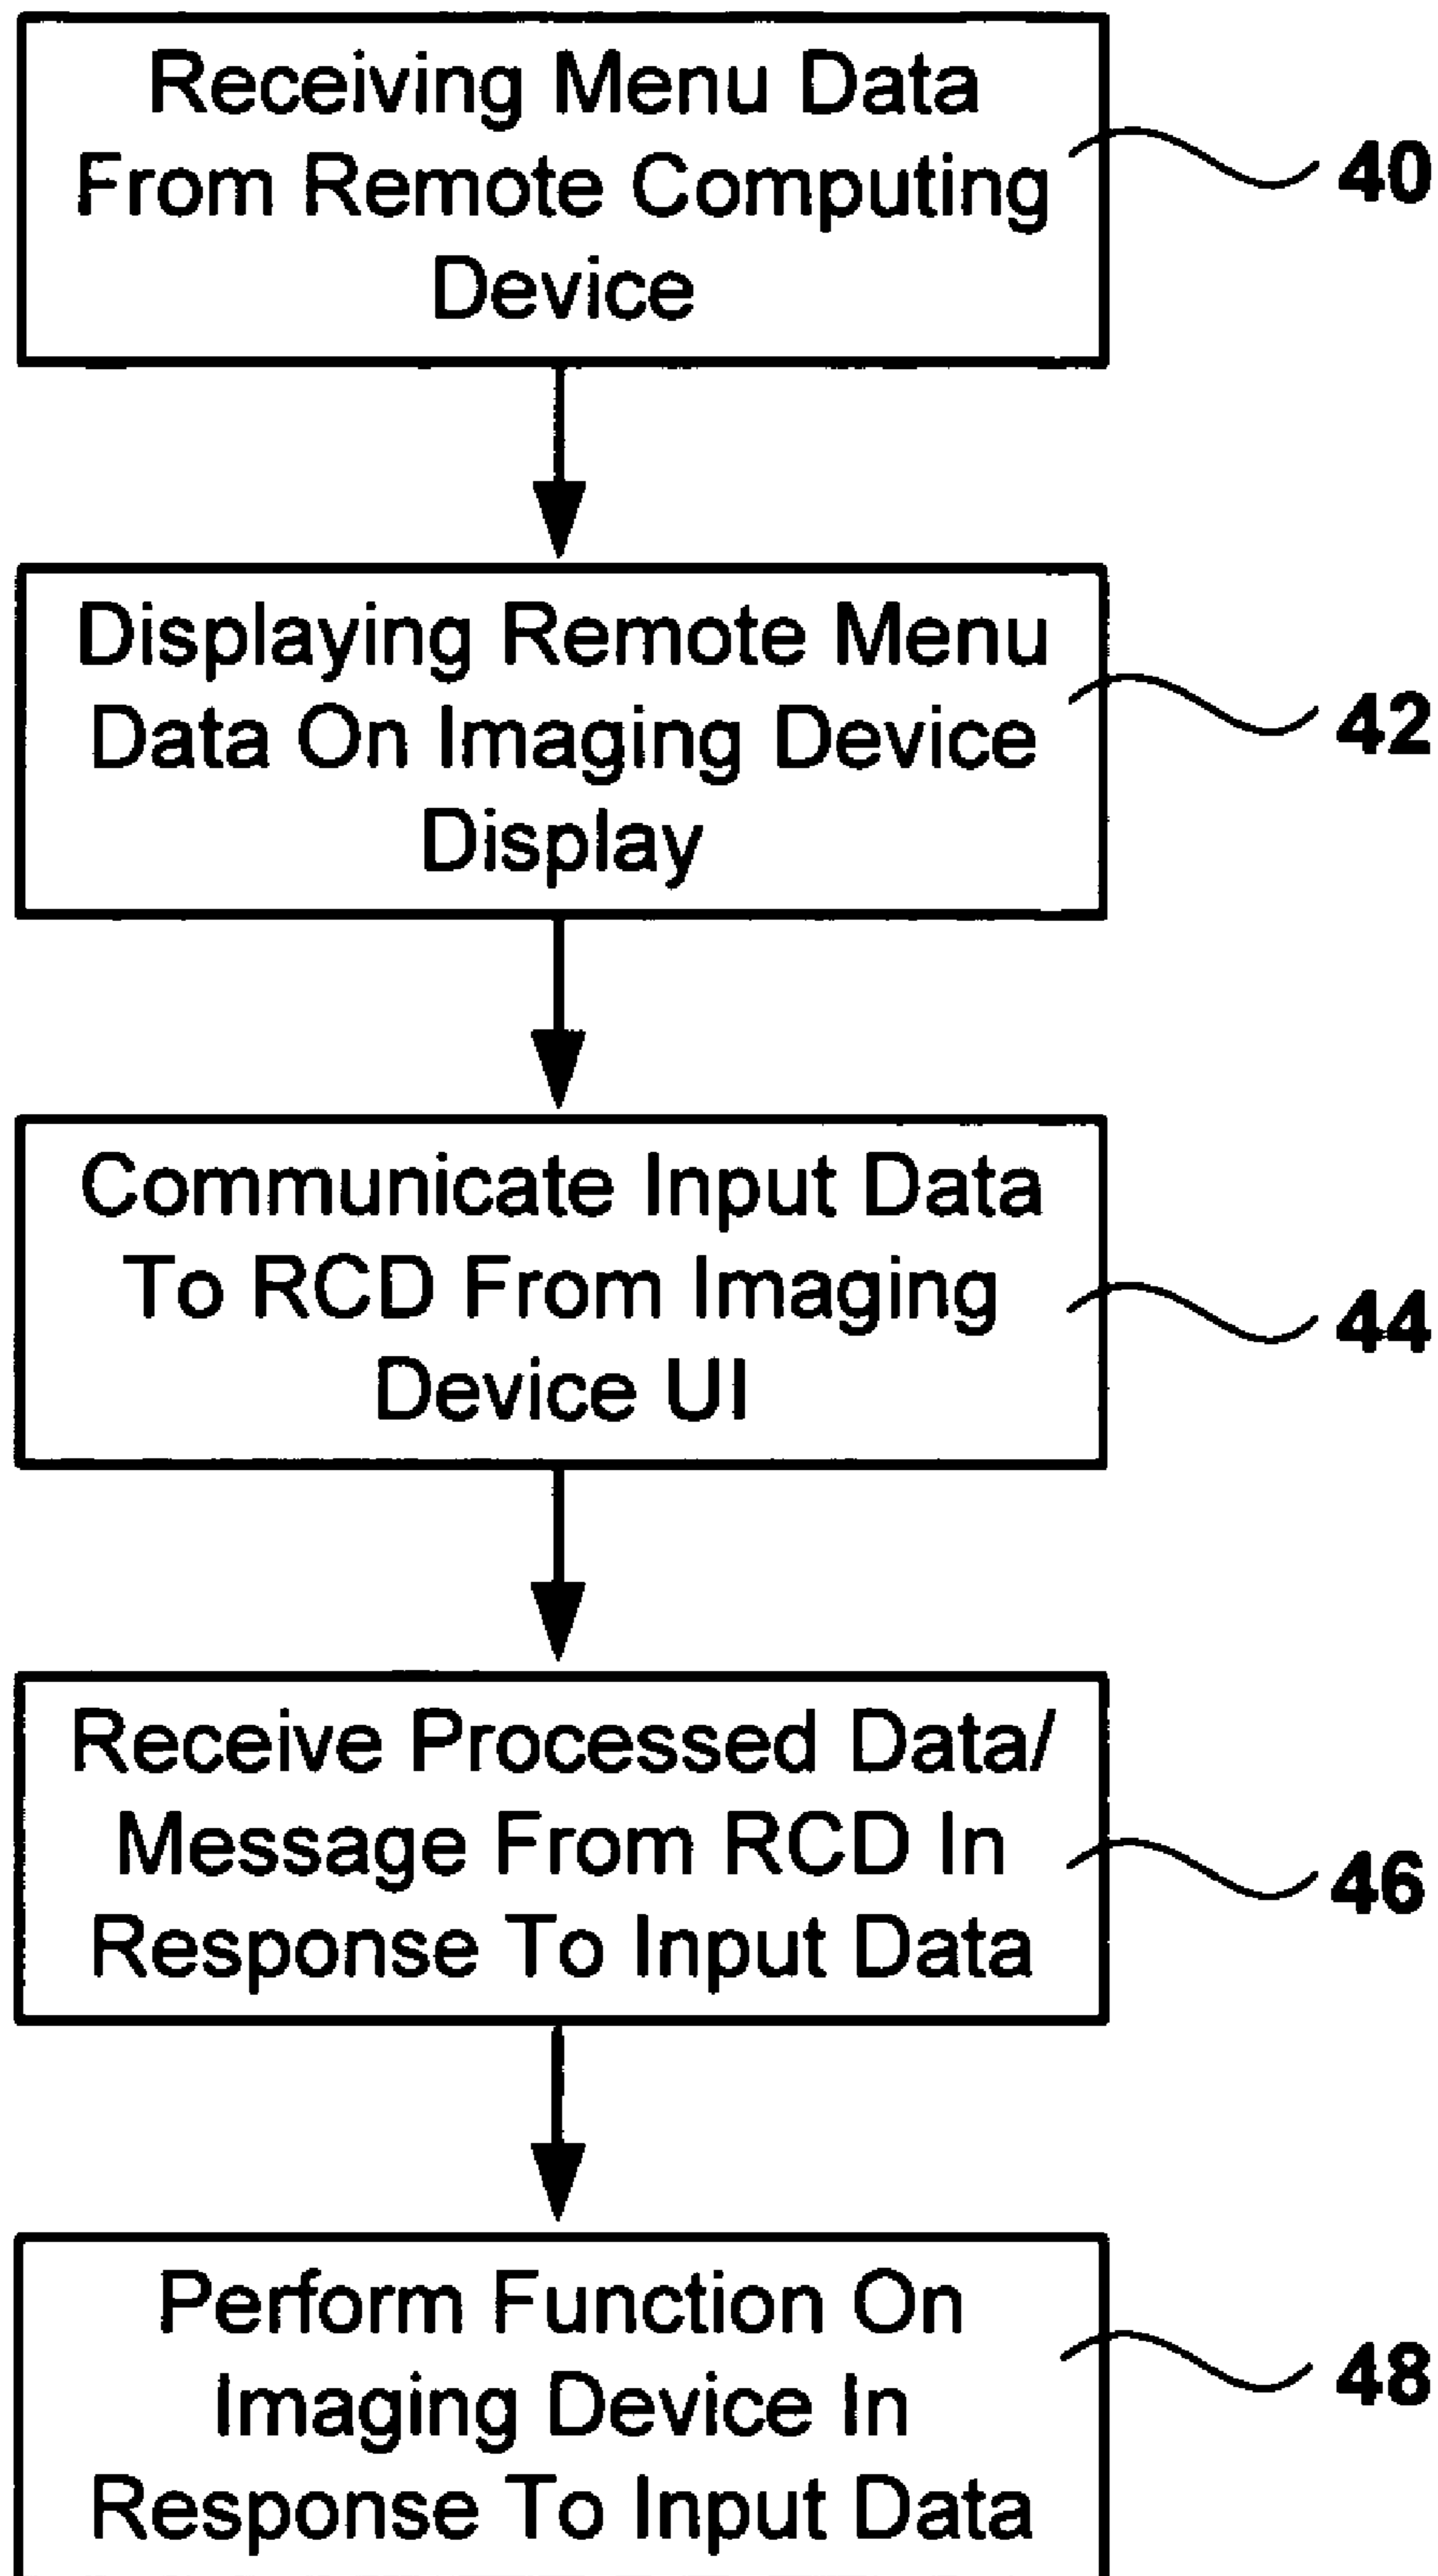 Receiving Menu Data
From Remote Computing
Device
40
Displaying Remote Menu
Data On Imaging Device
Display
42
Communicate Input Data
To RCD From Imaging
Device UI
44
Receive Processed Data/
Message From RCD In
Response To Input Data
46
Perform Function On
Imaging Device In
Response To Input Data
48